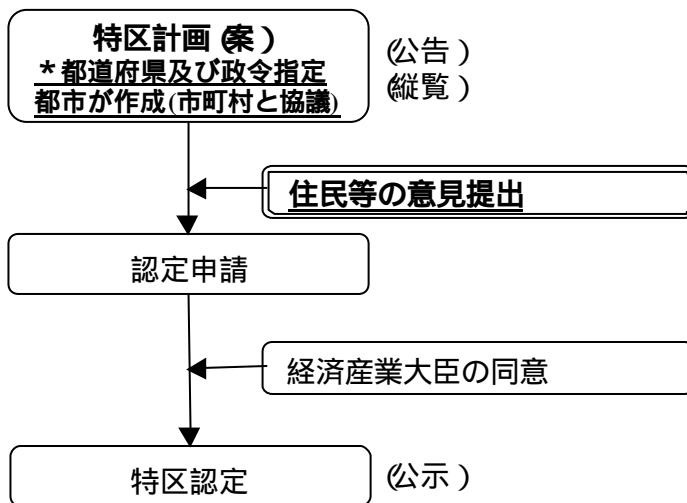 特区計画(案)
*都道府県及び政令指定
都市が作成(市町村と協議)
(公告)
(縦覧)
住民等の意見提出
認定申請
経済産業大臣の同意
特区認定
(公示)